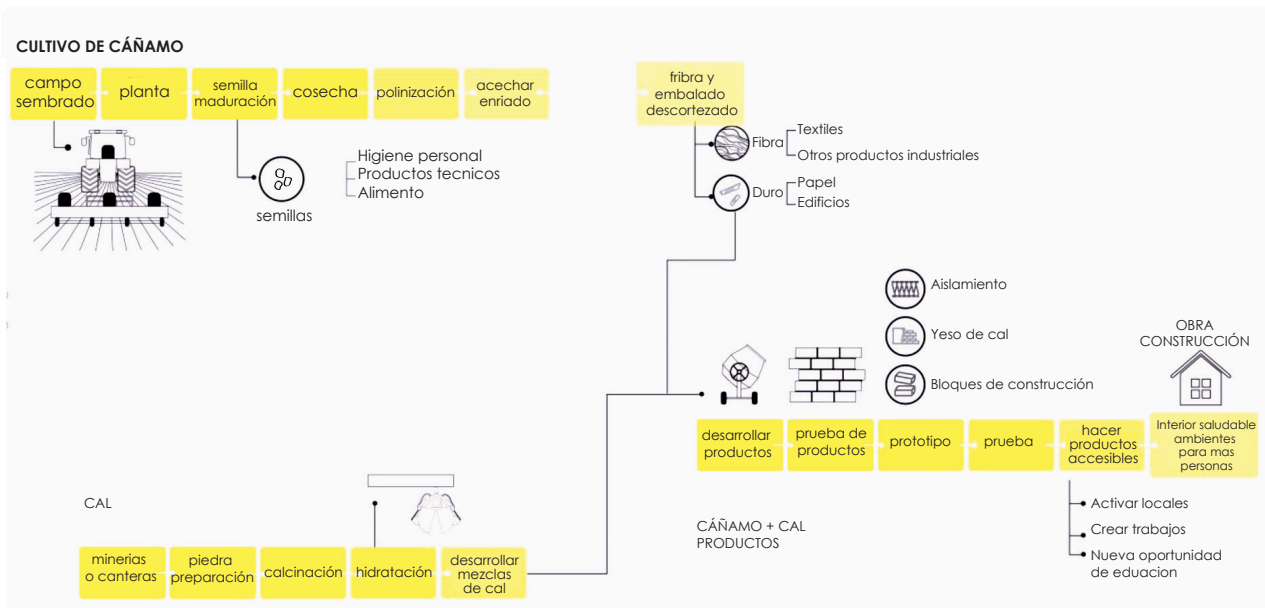 CULTIVO DE CÁÑAMO
campo
sembrado
planta
semilla
maduración
cosecha
polinización
acechar
enriado
fribra y
embalado
descortezado
semillas
Higiene personal
Productos tecnicos
Alimento
Fibra
Textiles
Otros productos industriales
Duro
Papel
Edificios
Aislamiento
Yeso de cal
Bloques de construcción
OBRA
CONSTRUCCIÓN
desarrollar
productos
prueba de
productos
prototipo
prueba
hacer
productos
accesibles
Interior saludable
ambientes
para mas
personas
Activar locales
Crear trabajos
Nueva oportunidad
de eduacion
CÁÑAMO + CAL
PRODUCTOS
CAL
minerias
o canteras
piedra
preparación
calcinación
hidratación
desarrollar
mezclas
de cal